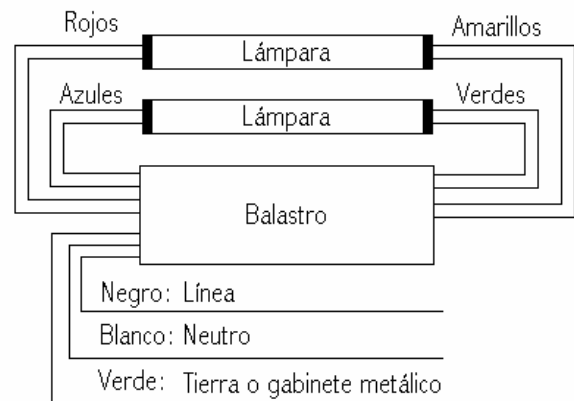 Rojos
Amarillos
Lámpara
Azules
Verdes
Lámpara
Balastro
Negro: Línea
Blanco: Neutro
Verde: Tierra o gabinete metálico